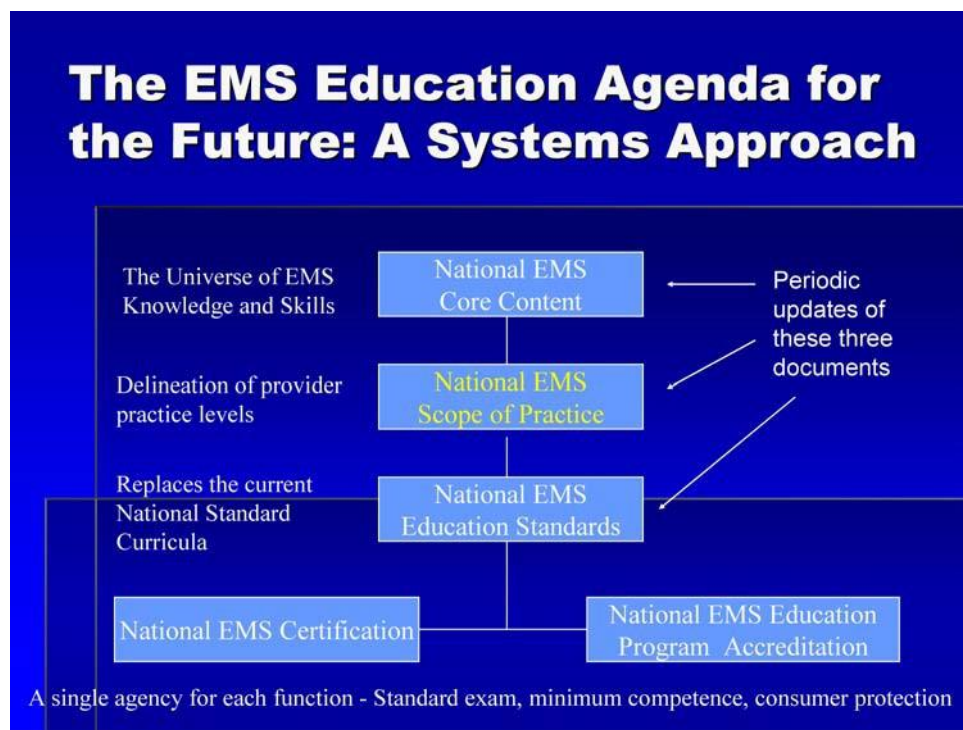 The EMS Education Agenda for
the Future: A Systems Approach
The Universe of EMS
Knowledge and Skills
National EMS
Core Content
Periodic
updates of
these three
documents
Delineation of provider
practice levels
National EMS
Scope of Practice
Replaces the current
National Standard
Curricula
National EMS
Education Standards
National EMS Certification
National EMS Education
Program Accreditation
A single agency for each function - Standard exam, minimum competence, consumer protection